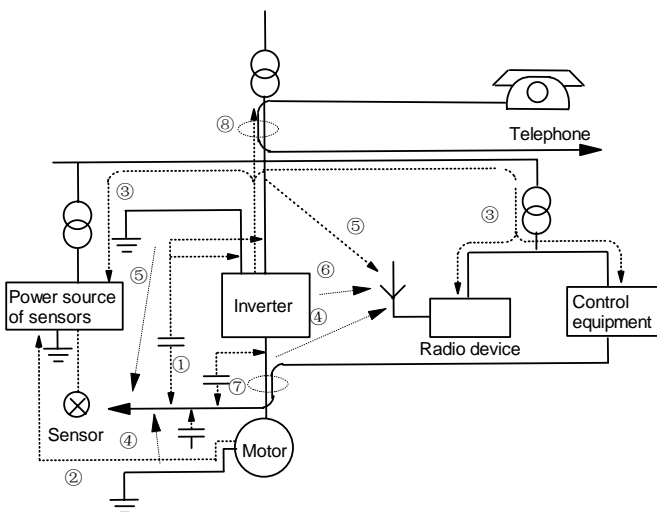 ⑧
Telephone
③
③
⑤
⑤
⑥
Power source
of sensors
Inverter
④
Control
equipment
Radio device
①
⑦
Sensor
④
②
Motor